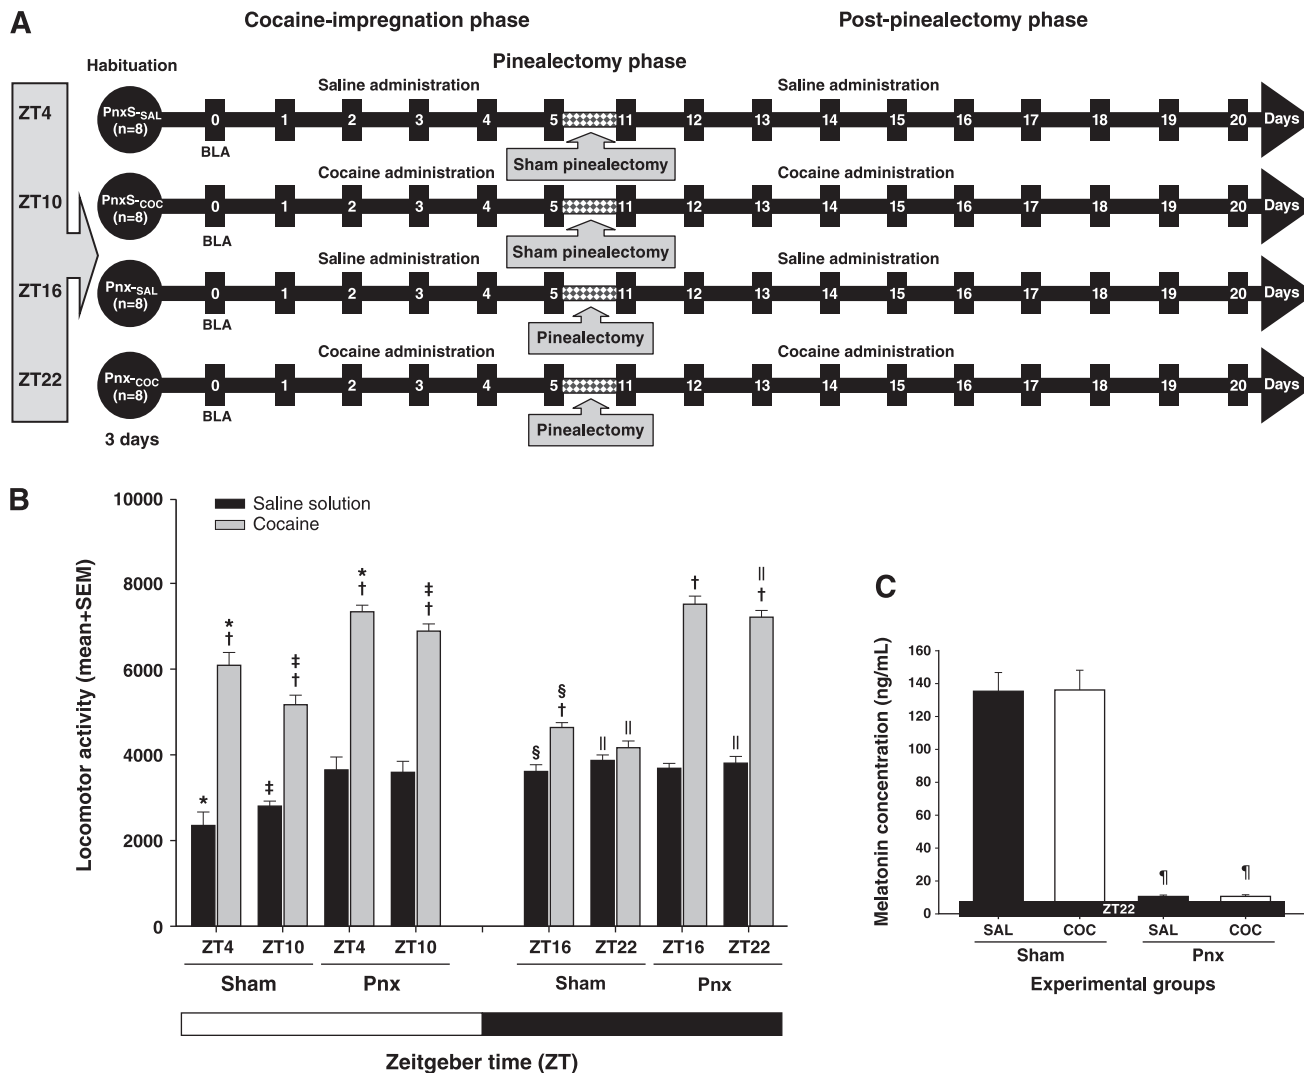 A
Cocaine-impregnation phase
Post-pinealectomy phase
Habituation
Pinealectomy phase
ZT4
ZT10
ZT16
ZT22
Saline administration
Saline administration
PnxS-SAL
(n=8)
0 1 2 3 4 5 11 12 13 14 15 16 17 18 19 20 Days
BLA
Sham pinealectomy
Cocaine administration
Cocaine administration
PnxS-COC
(n=8)
0 1 2 3 4 5 11 12 13 14 15 16 17 18 19 20 Days
BLA
Sham pinealectomy
Saline administration
Saline administration
Pnx-SAL
(n=8)
0 1 2 3 4 5 11 12 13 14 15 16 17 18 19 20 Days
BLA
Pinealectomy
Cocaine administration
Cocaine administration
Pnx-COC
(n=8)
0 1 2 3 4 5 11 12 13 14 15 16 17 18 19 20 Days
BLA
Pinealectomy
3 days
B
Saline solution
Cocaine
Locomotor activity (mean+SEM)
10000
8000
6000
4000
2000
0
* * † ‡ ‡ † * † ‡ †
§ § † || || † || || †
ZT4 ZT10 ZT4 ZT10 ZT16 ZT22 ZT16 ZT22
Sham Pnx Sham Pnx
Zeitgeber time (ZT)
C
Melatonin concentration (ng/mL)
160
140
120
100
80
60
40
20
0
¶ ¶
ZT22
SAL COC SAL COC
Sham Pnx
Experimental groups